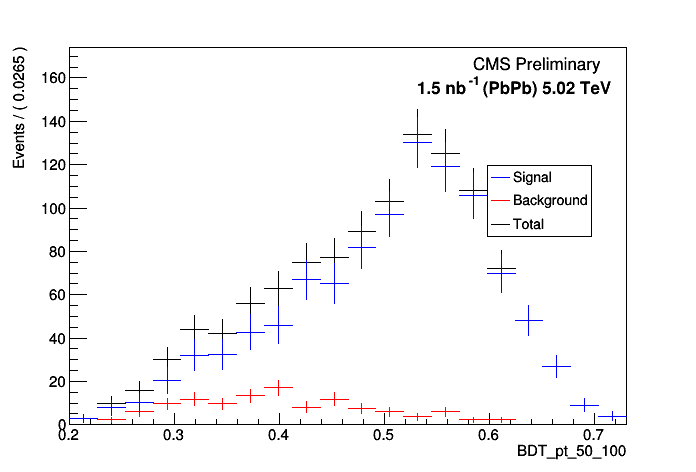 CMS Preliminary
1.5 nb-1 (PbPb) 5.02 TeV
Events / ( 0.0265 )
160
140
120
100
80
60
40
20
0
Signal
Background
Total
0.2 0.3 0.4 0.5 0.6 0.7
BDT_pt_50_100